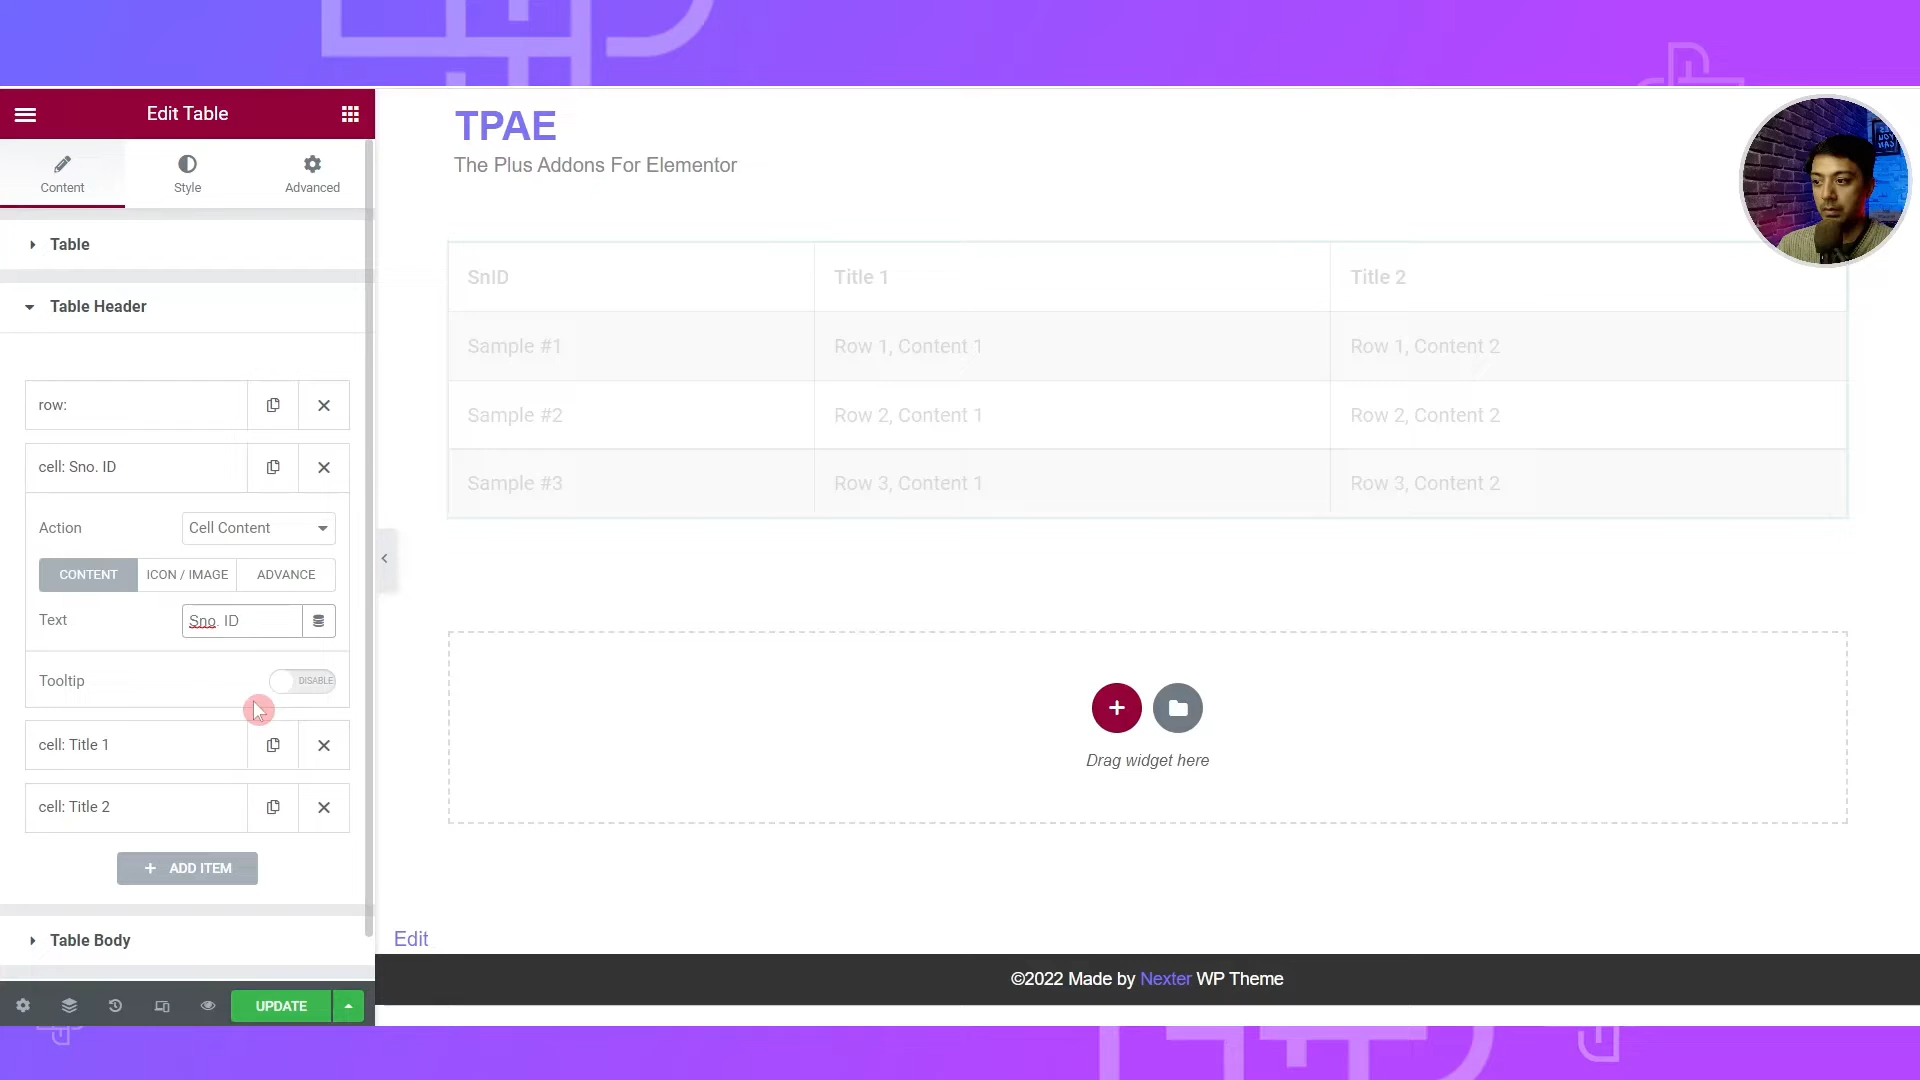 Edit Table
Content
Style
Advanced
Table
Table Header
row:
cell: Sno. ID
Action
Cell Content
CONTENT
ICON / IMAGE
ADVANCE
Text
Sno. ID
Tooltip
DISABLE
cell: Title 1
cell: Title 2
+ ADD ITEM
Table Body
UPDATE
TPAE
The Plus Addons For Elementor
SnID Title 1 Title 2
Sample #1 Row 1, Content 1 Row 1, Content 2
Sample #2 Row 2, Content 1 Row 2, Content 2
Sample #3 Row 3, Content 1 Row 3, Content 2
Drag widget here
Edit
©2022 Made by Nexter WP Theme
YOU
CAN